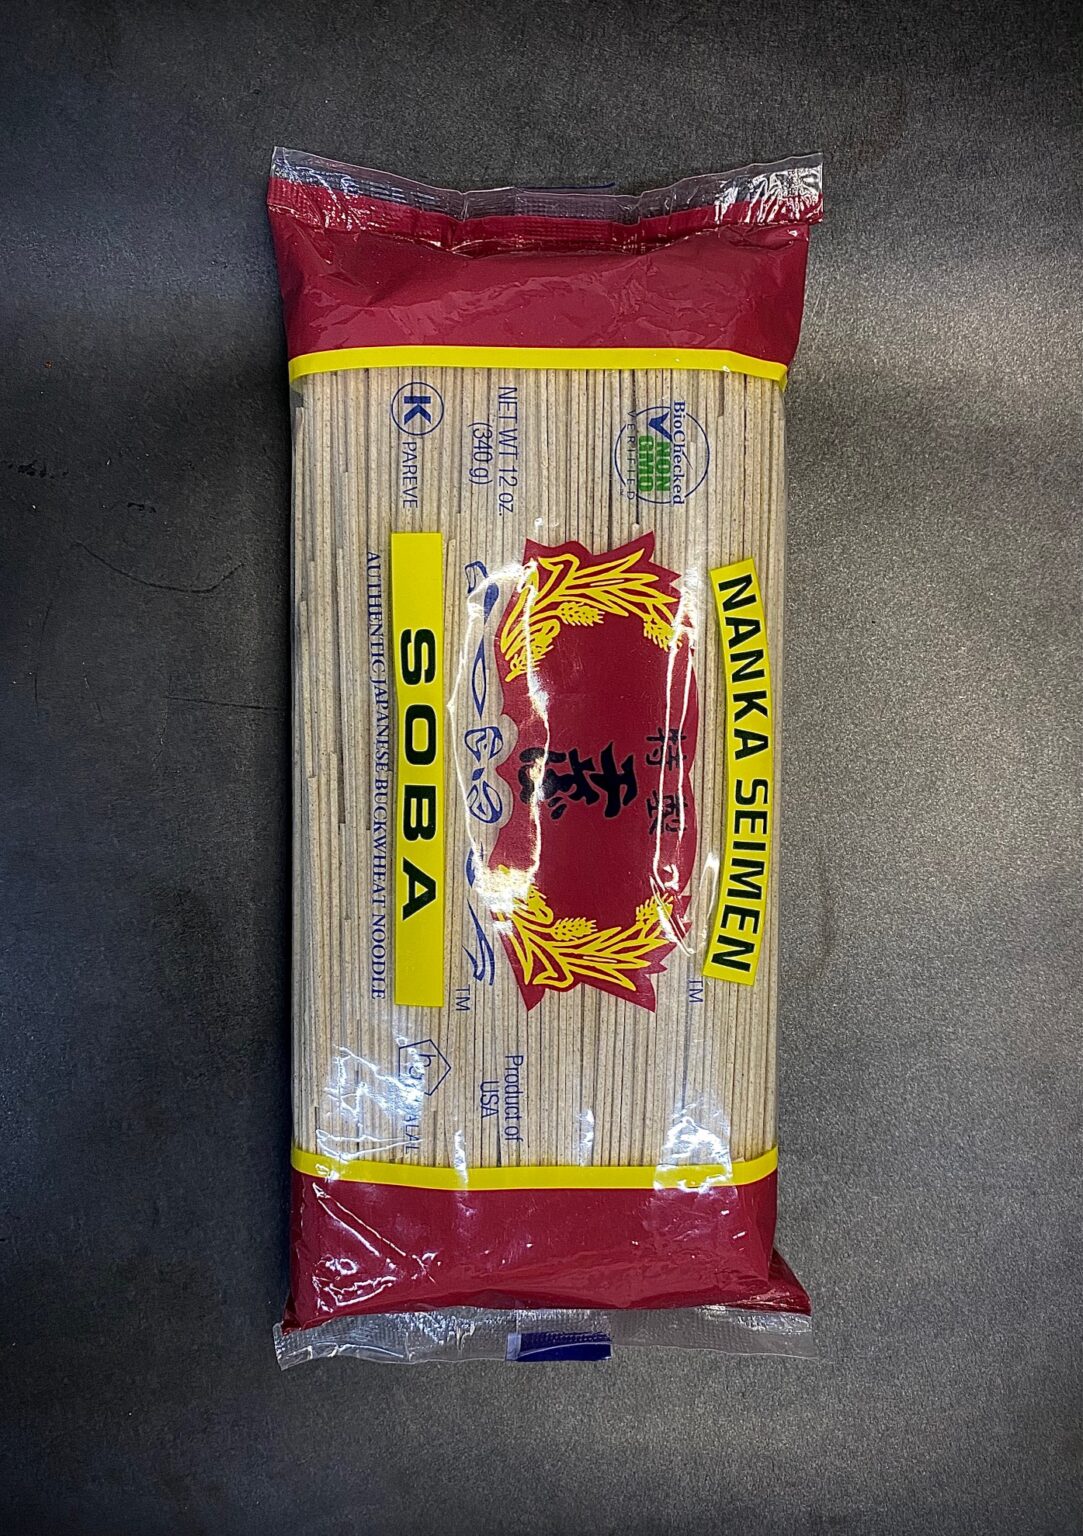 NANKA SEIMEN
TM
BioChecked
NON
GMO
VERIFIED
特製
干
NET WT. 12 oz.
(340 g)
K
PAREVE
TM
SOBA
AUTHENTIC JAPANESE BUCKWHEAT NOODLE
Product of
USA